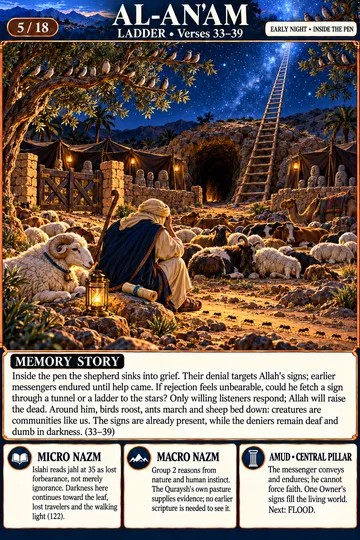 AL-AN'AM
5 / 18
LADDER • Verses 33–39
EARLY NIGHT • INSIDE THE PEN
MEMORY STORY
Inside the pen the shepherd sinks into grief. Their denial targets Allah's signs; earlier
messengers endured until help came. If rejection feels unbearable, could he fetch a sign
through a tunnel or a ladder to the stars? Only willing listeners respond; Allah will raise
the dead. Around him, birds roost, ants march and sheep bed down: creatures are
communities like us. The signs are already present, while the deniers remain deaf and
dumb in darkness. (33–39)
MICRO NAZM
Islahi reads jahl at 35 as lost
forbearance, not merely
ignorance. Darkness here
continues toward the leaf,
lost travelers and the walking
light (122).
MACRO NAZM
Group 2 reasons from
nature and human instinct.
The Quraysh's own pasture
supplies evidence; no earlier
scripture is needed to see it.
AMUD • CENTRAL PILLAR
The messenger conveys
and endures; he cannot
force faith. One Owner's
signs fill the living world.
Next: FLOOD.